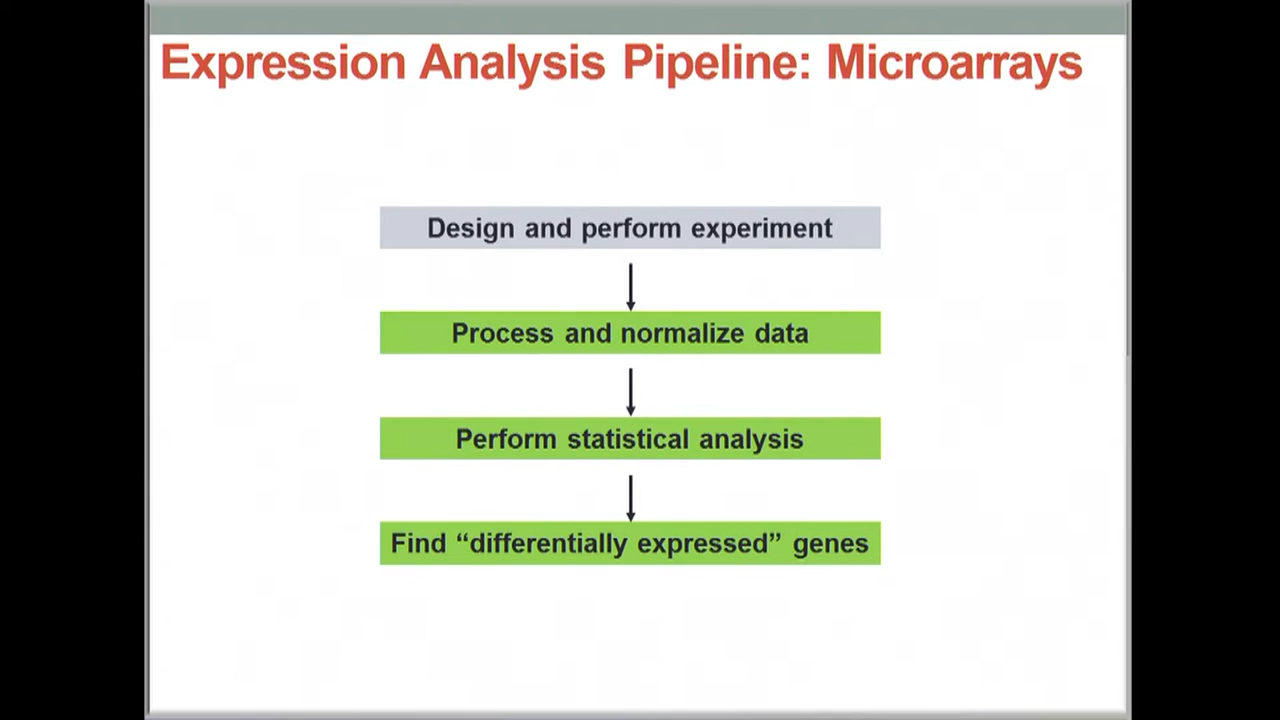 Expression Analysis Pipeline: Microarrays
Design and perform experiment
Process and normalize data
Perform statistical analysis
Find “differentially expressed” genes